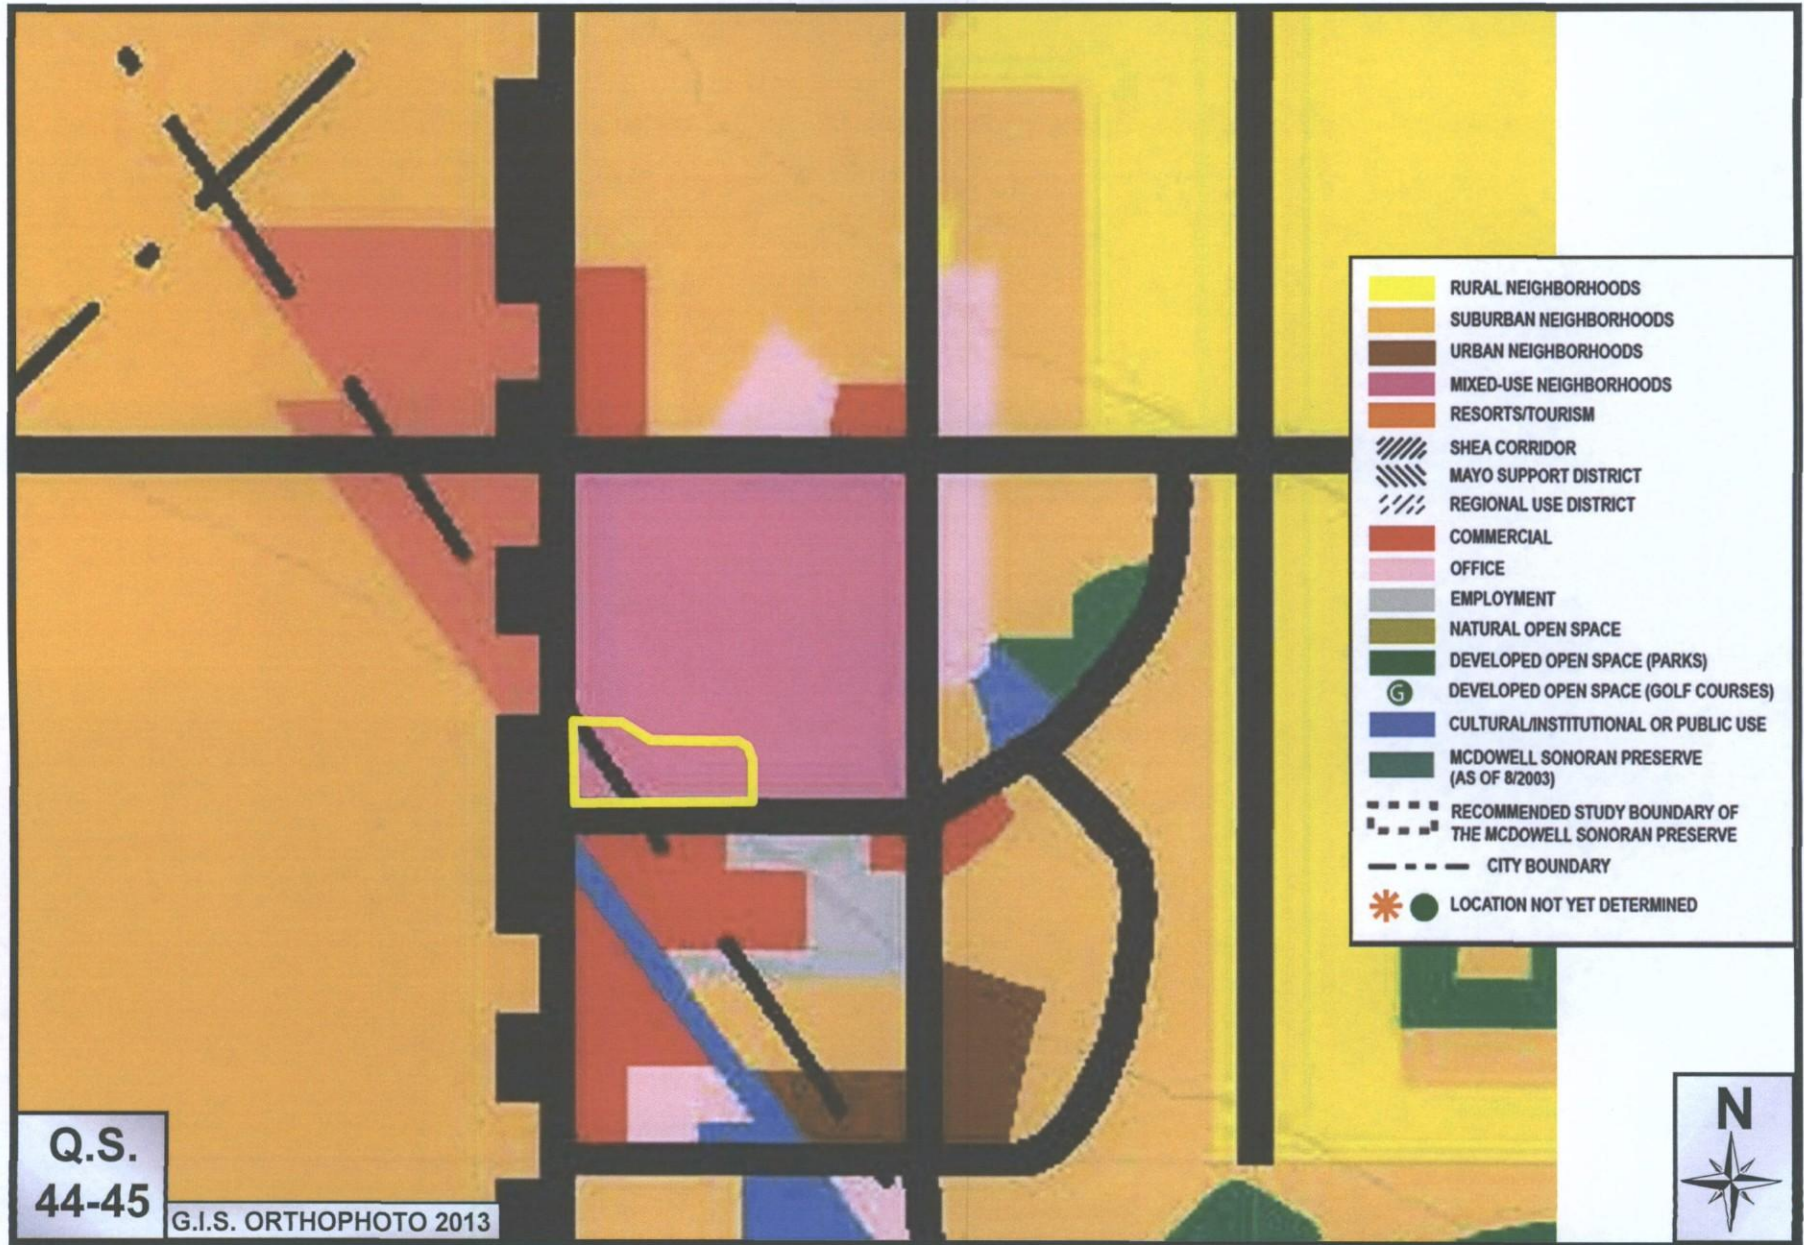 RURAL NEIGHBORHOODS
SUBURBAN NEIGHBORHOODS
URBAN NEIGHBORHOODS
MIXED-USE NEIGHBORHOODS
RESORTS/TOURISM
SHEA CORRIDOR
MAYO SUPPORT DISTRICT
REGIONAL USE DISTRICT
COMMERCIAL
OFFICE
EMPLOYMENT
NATURAL OPEN SPACE
DEVELOPED OPEN SPACE (PARKS)
G DEVELOPED OPEN SPACE (GOLF COURSES)
CULTURAL/INSTITUTIONAL OR PUBLIC USE
MCDOWELL SONORAN PRESERVE
(AS OF 8/2003)
RECOMMENDED STUDY BOUNDARY OF
THE MCDOWELL SONORAN PRESERVE
CITY BOUNDARY
LOCATION NOT YET DETERMINED
Q.S.
44-45
G.I.S. ORTHOPHOTO 2013
N